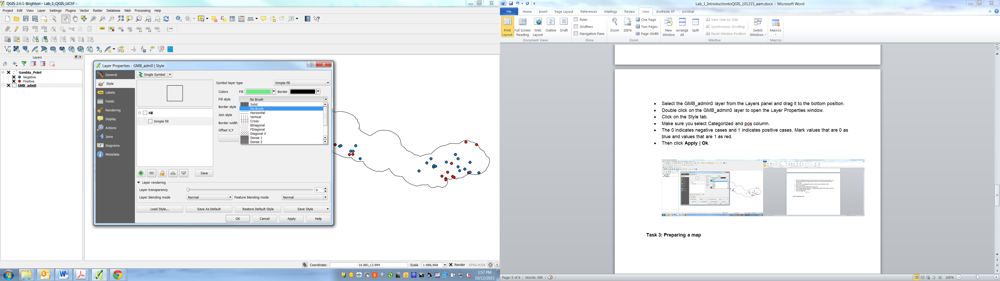 QGIS 2.6.1-Brighton - Lab_1_QGIS_UCSF
Project Edit View Layer Settings Plugins Vector Raster Database Web Processing Help
CSW
Layers
Gambia_Point
Negative
Positive
GMB_adm0
Layer Properties - GMB_adm0 | Style
General
Style
Labels
Fields
Rendering
Display
Actions
Joins
Diagrams
Metadata
Single Symbol
Fill
Simple fill
Save
Symbol layer type Simple fill
Colors Fill Border
Fill style No Brush
Border style
Join style
Border width
Offset X,Y
Solid
No Brush
Horizontal
Vertical
Cross
BDiagonal
FDiagonal
Diagonal X
Dense 1
Dense 2
Layer rendering
Layer transparency 0
Layer blending mode Normal Feature blending mode Normal
Load Style... Save As Default Restore Default Style Save Style
OK Cancel Apply Help
Coordinate: -16.881,13.994 Scale 1:886,968 Render EPSG:4326
1:57 PM
10/12/2015
Lab_1_IntroductiontoQGIS_101215_aam.docx - Microsoft Word
File Home Insert Page Layout References Mailings Review View EndNote X7 Acrobat
Print Layout
Full Screen Reading
Web Layout
Outline
Draft
Document Views
Ruler
Gridlines
Navigation Pane
Show
Zoom
100%
One Page
Two Pages
Page Width
Zoom
New Window
Arrange All
Split
View Side by Side
Synchronous Scrolling
Reset Window Position
Switch Windows
Window
Macros
Macros
• Select the GMB_admin0 layer from the Layers panel and drag it to the bottom position.
• Double click on the GMB_admin0 layer to open the Layer Properties window.
• Click on the Style tab.
• Make sure you select Categorized and pos column.
• The 0 indicates negative cases and 1 indicates positive cases. Mark values that are 0 as
blue and values that are 1 as red.
• Then click Apply | Ok.
Task 3: Preparing a map
Page: 5 of 6 Words: 306
100%